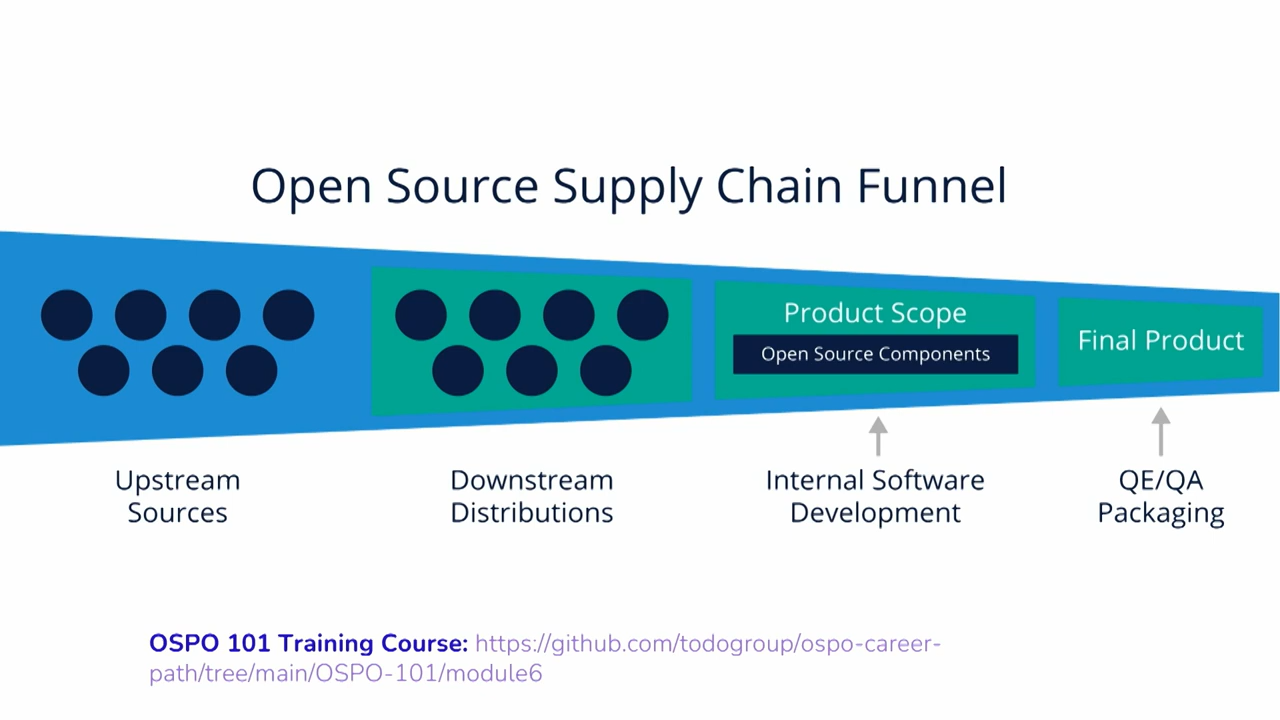 Open Source Supply Chain Funnel
Product Scope
Open Source Components
Final Product
Upstream
Sources
Downstream
Distributions
Internal Software
Development
QE/QA
Packaging
OSPO 101 Training Course: https://github.com/todogroup/ospo-career-
path/tree/main/OSPO-101/module6